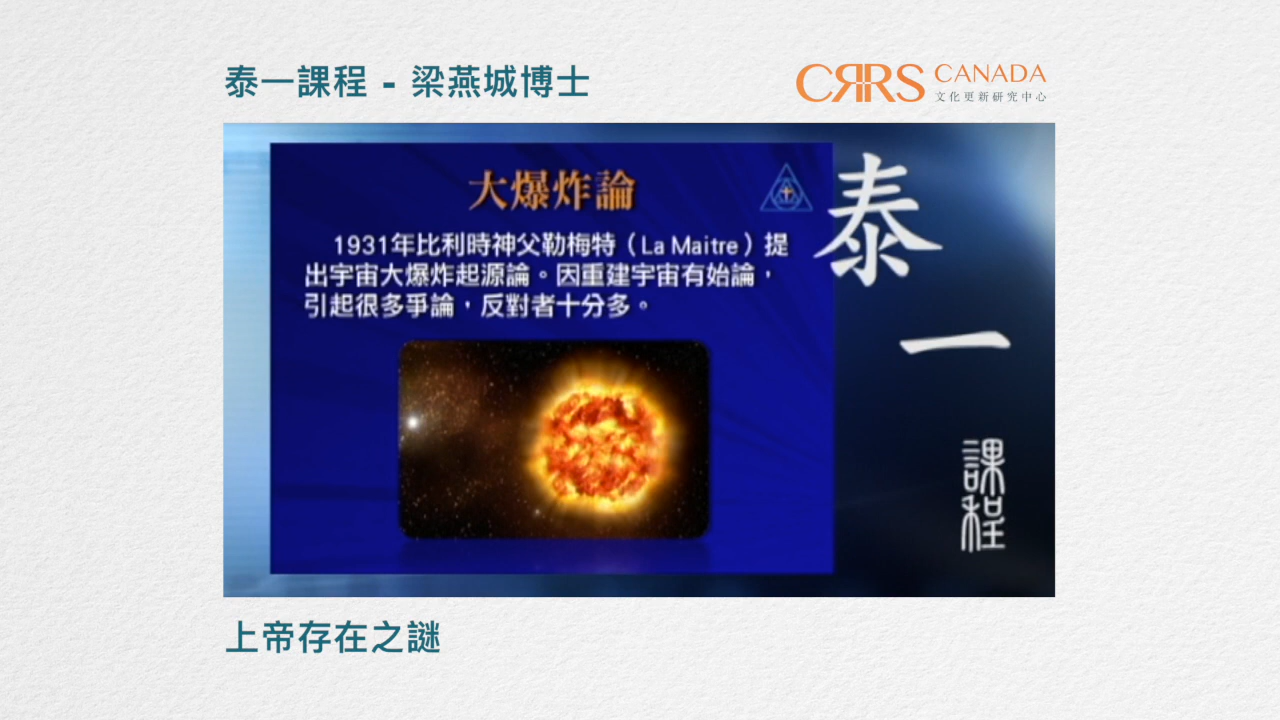 泰一課程 - 梁燕城博士
CRRS CANADA
文化更新研究中心
大爆炸論
1931年比利時神父勒梅特（La Maitre）提
出宇宙大爆炸起源論。因重建宇宙有始論，
引起很多爭論，反對者十分多。
泰
一
課程
上帝存在之謎